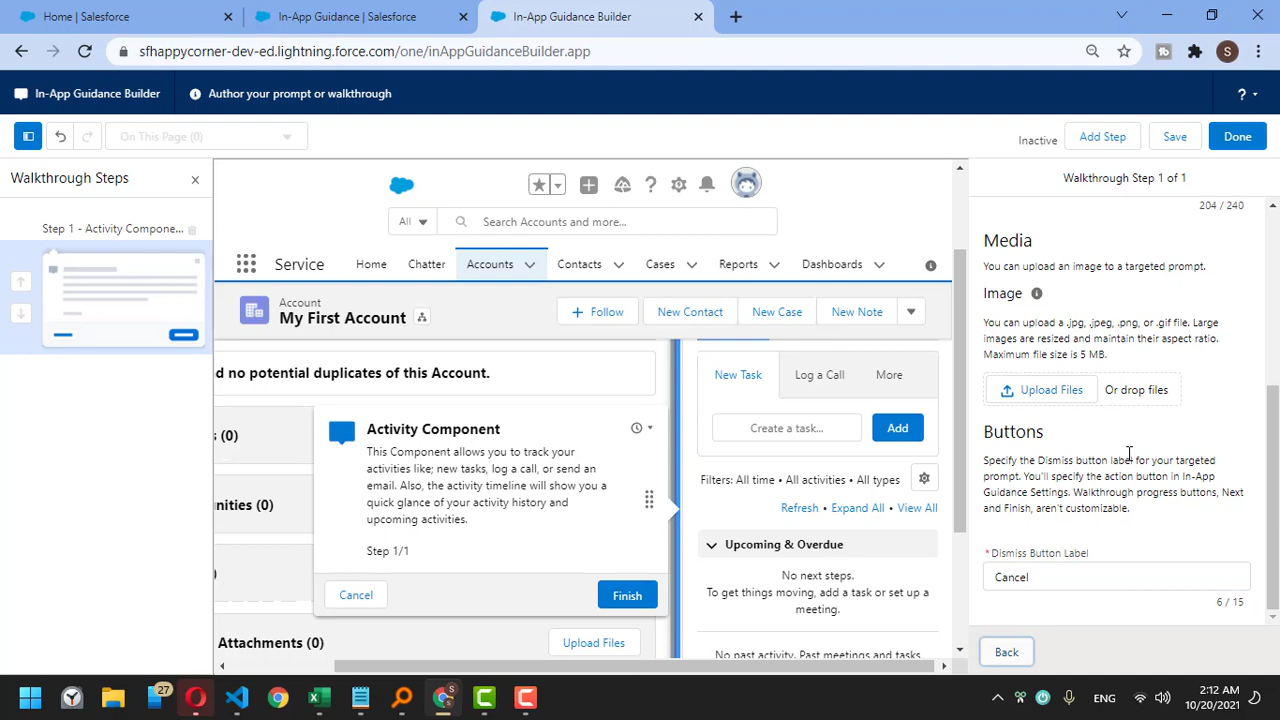 Home | Salesforce
In-App Guidance | Salesforce
In-App Guidance Builder
sfhappycorner-dev-ed.lightning.force.com/one/inAppGuidanceBuilder.app
S
In-App Guidance Builder
Author your prompt or walkthrough
?
On This Page (0)
Inactive
Add Step
Save
Done
Walkthrough Steps
Step 1 - Activity Compone...
All
Search Accounts and more...
Service
Home
Chatter
Accounts
Contacts
Cases
Reports
Dashboards
Account
My First Account
Follow
New Contact
New Case
New Note
d no potential duplicates of this Account.
s (0)
nities (0)
)
Attachments (0)
Upload Files
Activity Component
This Component allows you to track your
activities like; new tasks, log a call, or send an
email. Also, the activity timeline will show you a
quick glance of your activity history and
upcoming activities.
Step 1/1
Cancel
Finish
New Task
Log a Call
More
Create a task...
Add
Filters: All time • All activities • All types
Refresh • Expand All • View All
Upcoming & Overdue
No next steps.
To get things moving, add a task or set up a
meeting.
No past activity. Past meetings and tasks
Walkthrough Step 1 of 1
204 / 240
Media
You can upload an image to a targeted prompt.
Image
You can upload a .jpg, .jpeg, .png, or .gif file. Large
images are resized and maintain their aspect ratio.
Maximum file size is 5 MB.
Upload Files
Or drop files
Buttons
Specify the Dismiss button label for your targeted
prompt. You'll specify the action button in In-App
Guidance Settings. Walkthrough progress buttons, Next
and Finish, aren't customizable.
* Dismiss Button Label
Cancel
6 / 15
Back
27
S
ENG
2:12 AM
10/20/2021